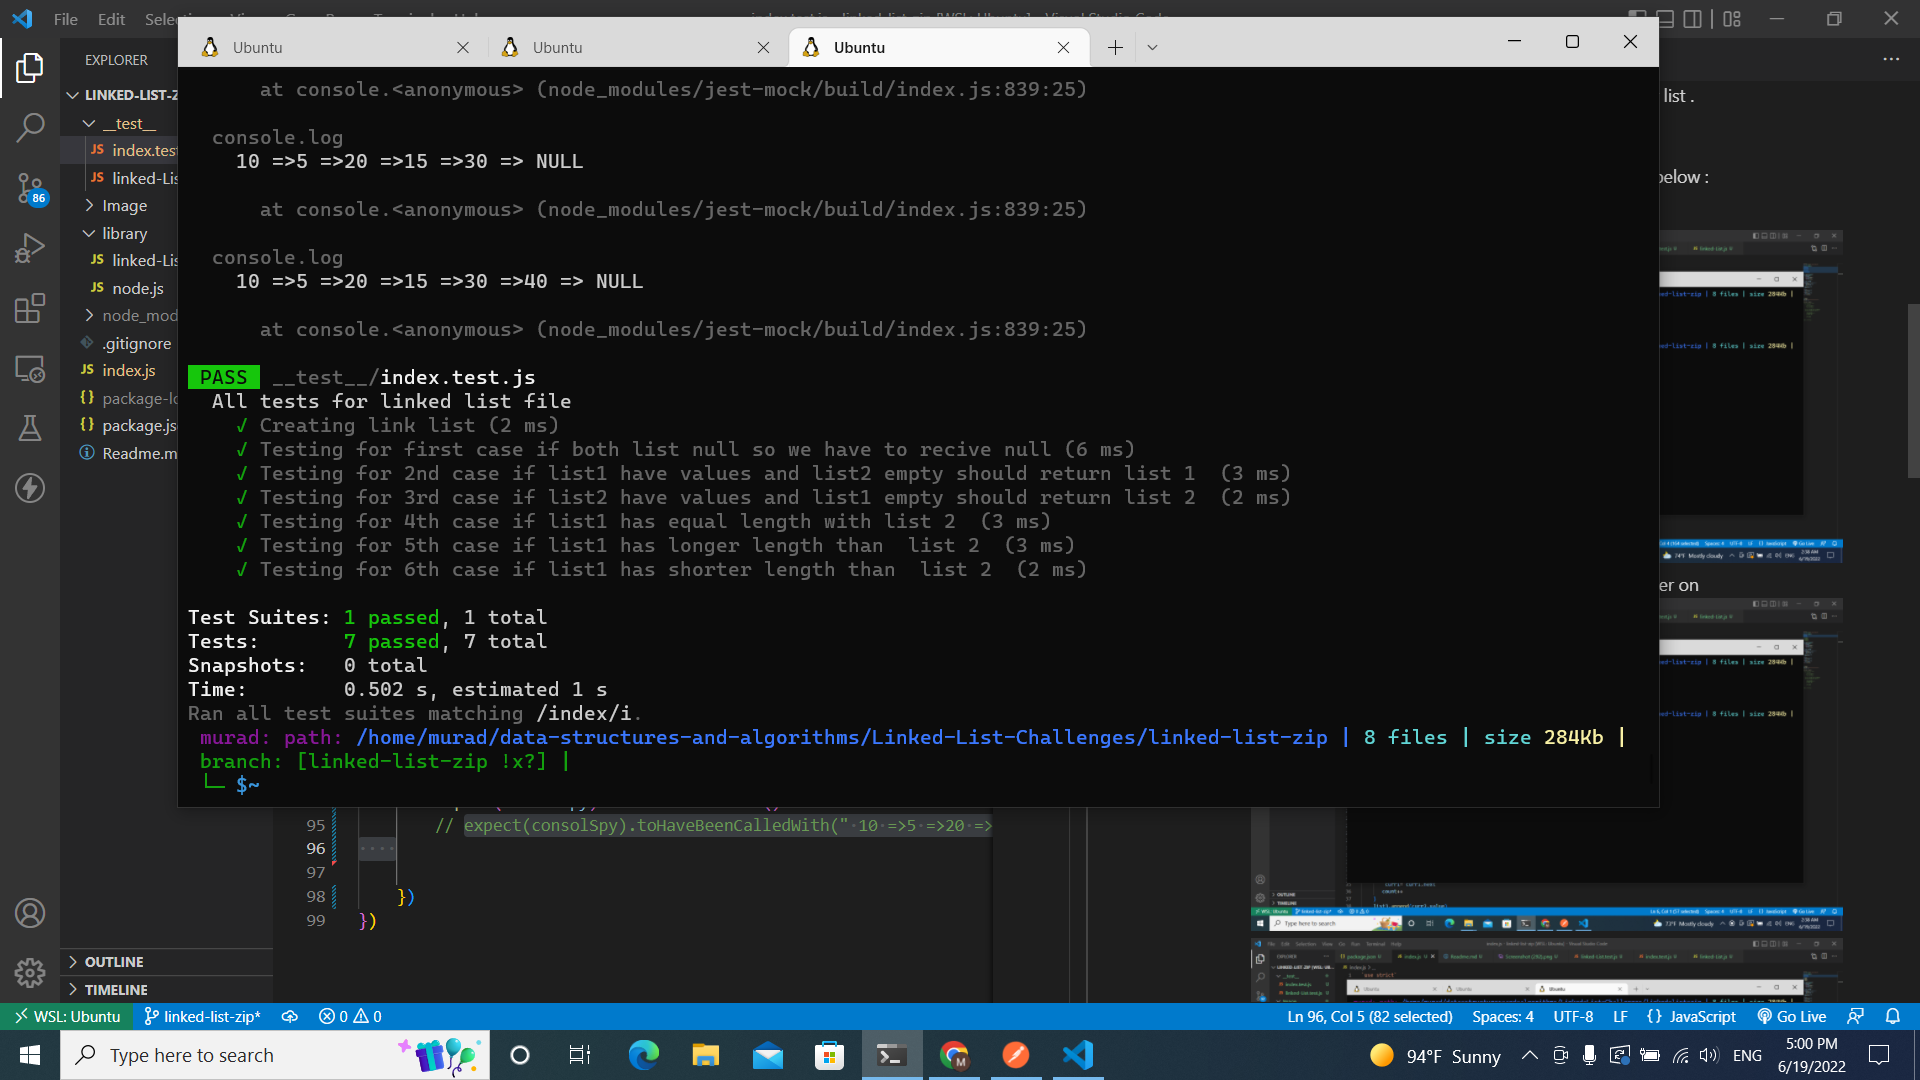 File Edit
EXPLORER
LINKED-LIST-Z
__test__
JS index.test
JS linked-Lis
Image
library
JS linked-Lis
JS node.js
node_mod
.gitignore
JS index.js
{} package-lo
{} package.js
Readme.m
86
OUTLINE
TIMELINE
Ubuntu
Ubuntu
Ubuntu
at console.<anonymous> (node_modules/jest-mock/build/index.js:839:25)
console.log
10 =>5 =>20 =>15 =>30 => NULL
at console.<anonymous> (node_modules/jest-mock/build/index.js:839:25)
console.log
10 =>5 =>20 =>15 =>30 =>40 => NULL
at console.<anonymous> (node_modules/jest-mock/build/index.js:839:25)
PASS __test__/index.test.js
All tests for linked list file
√ Creating link list (2 ms)
√ Testing for first case if both list null so we have to recive null (6 ms)
√ Testing for 2nd case if list1 have values and list2 empty should return list 1  (3 ms)
√ Testing for 3rd case if list2 have values and list1 empty should return list 2  (2 ms)
√ Testing for 4th case if list1 has equal length with list 2  (3 ms)
√ Testing for 5th case if list1 has longer length than  list 2  (3 ms)
√ Testing for 6th case if list1 has shorter length than  list 2  (2 ms)
Test Suites: 1 passed, 1 total
Tests: 7 passed, 7 total
Snapshots: 0 total
Time: 0.502 s, estimated 1 s
Ran all test suites matching /index/i.
murad: path: /home/murad/data-structures-and-algorithms/Linked-List-Challenges/linked-list-zip | 8 files | size 284Kb |
branch: [linked-list-zip !x?] |
└─ $~
95 // expect(consolSpy).toHaveBeenCalledWith(" 10 =>5 =>20 =>
96
97
98 })
99 })
list .
below :
er on
WSL: Ubuntu linked-list-zip* 0 0 Ln 96, Col 5 (82 selected) Spaces: 4 UTF-8 LF {} JavaScript Go Live
Type here to search
94°F Sunny ENG
5:00 PM
6/19/2022